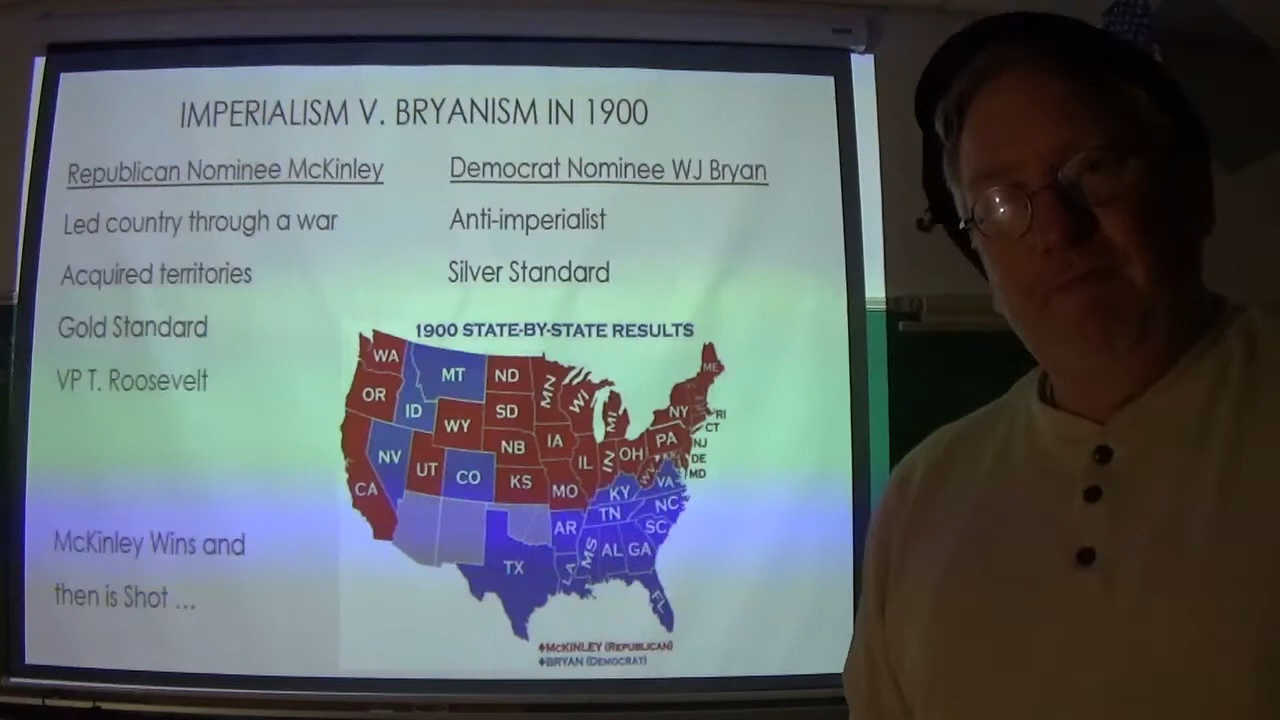 IMPERIALISM V. BRYANISM IN 1900
Republican Nominee McKinley
Democrat Nominee WJ Bryan
Led country through a war
Anti-imperialist
Acquired territories
Silver Standard
Gold Standard
VP T. Roosevelt
1900 STATE-BY-STATE RESULTS
WA
MT
ND
MN
WI
MI
ME
OR
ID
SD
NY
RI
WY
CT
NV
UT
CO
NB
IA
IL
IN
OH
PA
NJ
DE
MD
CA
KS
MO
WV
KY
VA
TN
NC
AR
SC
MS
AL
GA
TX
LA
FL
McKinley Wins and
then is Shot ...
McKINLEY (REPUBLICAN)
BRYAN (DEMOCRAT)